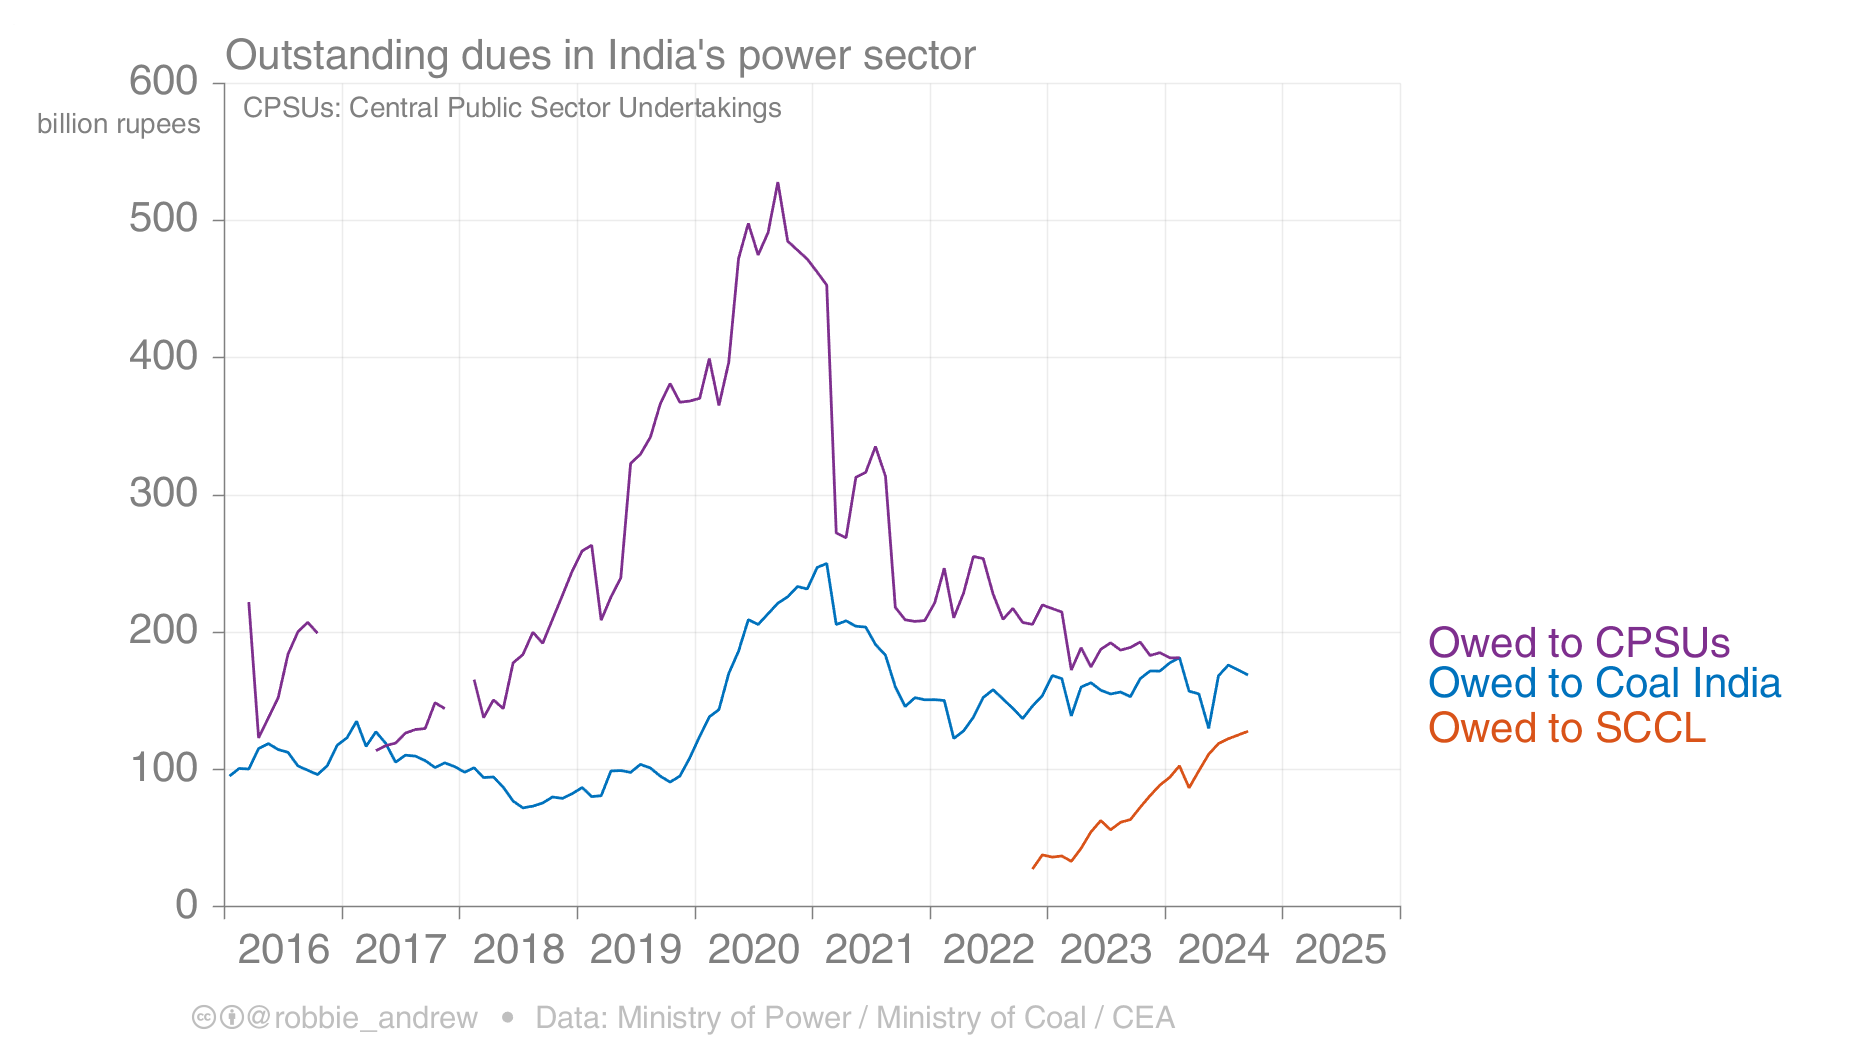 Outstanding dues in India's power sector
600
billion rupees
CPSUs: Central Public Sector Undertakings
500
400
300
200
100
0
Owed to CPSUs
Owed to Coal India
Owed to SCCL
2016 2017 2018 2019 2020 2021 2022 2023 2024 2025
@robbie_andrew • Data: Ministry of Power / Ministry of Coal / CEA